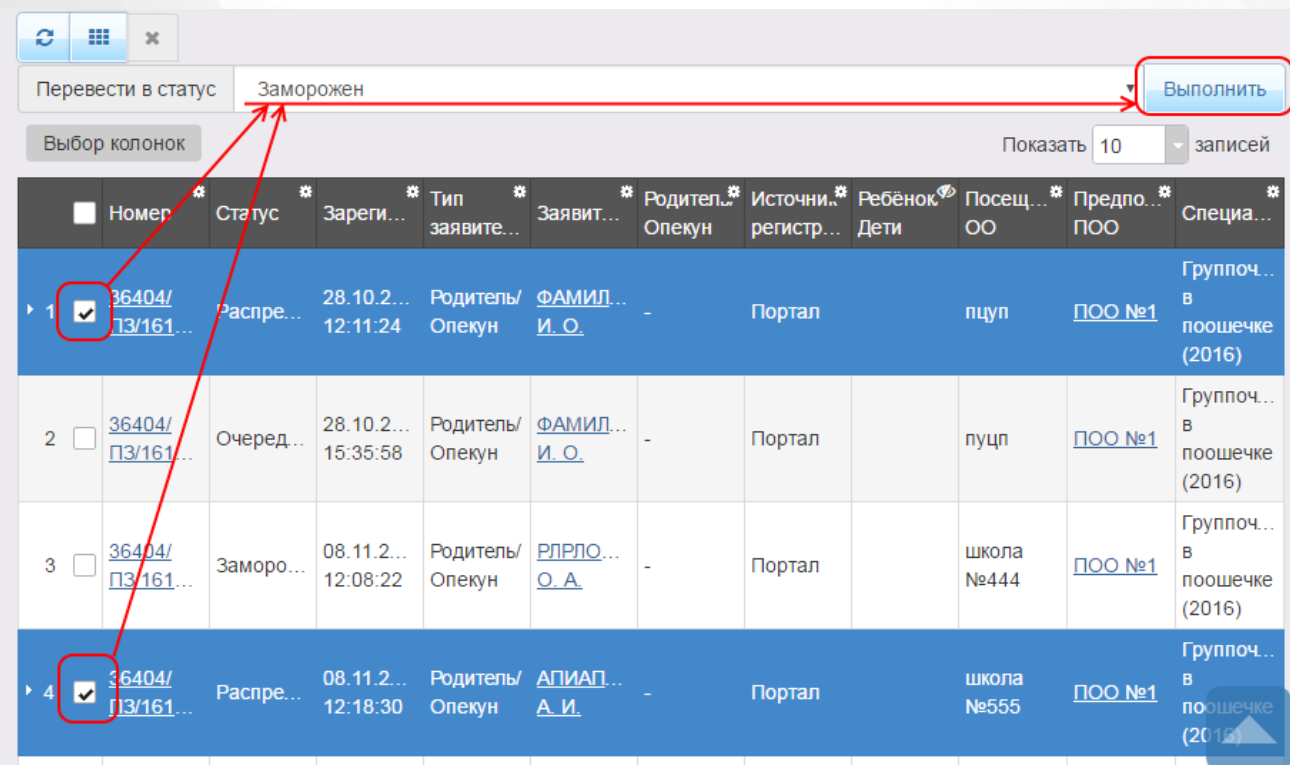 Перевести в статус Заморожен Выполнить
Выбор колонок Показать 10 записей
Номер Статус Зареги... Тип заявите... Заявит... Родител... Опекун Источни... регистр... Ребёнок Дети Посещ... ОО Предпо... ПОО Специа...
1 36404/ПЗ/161... Распре... 28.10.2... 12:11:24 Родитель/Опекун ФАМИЛ... И. О. - Портал пцуп ПОО №1 Группоч... в поошечке (2016)
2 36404/ПЗ/161... Очеред... 28.10.2... 15:35:58 Родитель/Опекун ФАМИЛ... И. О. - Портал пуцп ПОО №1 Группоч... в поошечке (2016)
3 36404/ПЗ/161... Заморо... 08.11.2... 12:08:22 Родитель/Опекун РЛРЛО... О. А. - Портал школа №444 ПОО №1 Группоч... в поошечке (2016)
4 36404/ПЗ/161... Распре... 08.11.2... 12:18:30 Родитель/Опекун АПИАП... А. И. - Портал школа №555 ПОО №1 Группоч... в поошечке (2016)